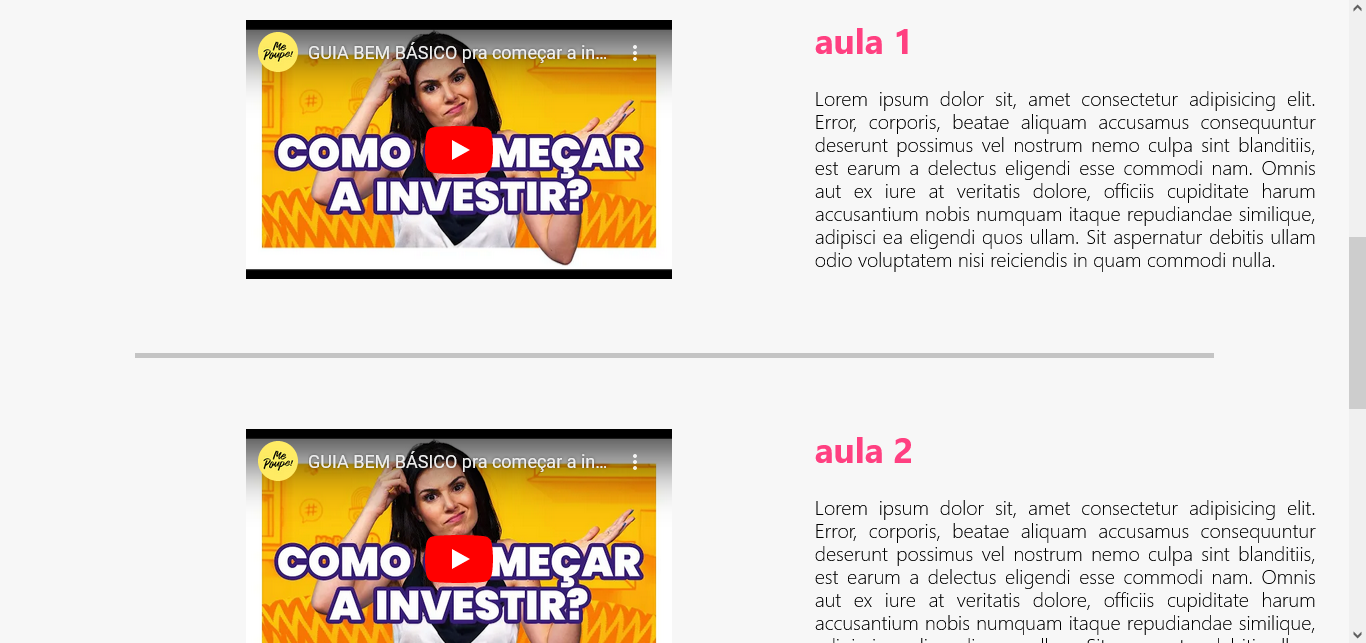 Me Poupe!
GUIA BEM BÁSICO pra começar a in...
COMO MEÇAR
A INVESTIR?
aula 1
Lorem ipsum dolor sit, amet consectetur adipisicing elit.
Error, corporis, beatae aliquam accusamus consequuntur
deserunt possimus vel nostrum nemo culpa sint blanditiis,
est earum a delectus eligendi esse commodi nam. Omnis
aut ex iure at veritatis dolore, officiis cupiditate harum
accusantium nobis numquam itaque repudiandae similique,
adipisci ea eligendi quos ullam. Sit aspernatur debitis ullam
odio voluptatem nisi reiciendis in quam commodi nulla.
Me Poupe!
GUIA BEM BÁSICO pra começar a in...
COMO MEÇAR
A INVESTIR?
aula 2
Lorem ipsum dolor sit, amet consectetur adipisicing elit.
Error, corporis, beatae aliquam accusamus consequuntur
deserunt possimus vel nostrum nemo culpa sint blanditiis,
est earum a delectus eligendi esse commodi nam. Omnis
aut ex iure at veritatis dolore, officiis cupiditate harum
accusantium nobis numquam itaque repudiandae similique,